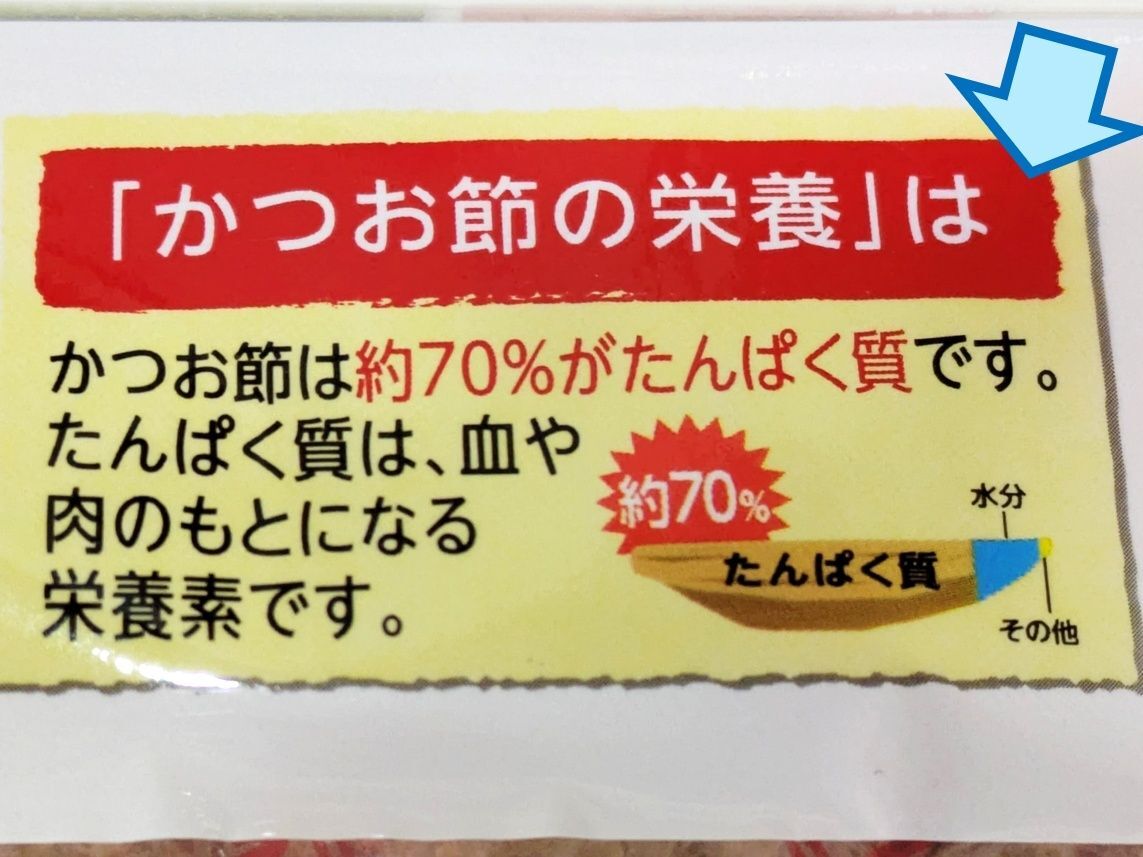 「かつお節の栄養」は
かつお節は約70%がたんぱく質です。
たんぱく質は、血や
肉のもとになる
栄養素です。
約70%
水分
たんぱく質
その他